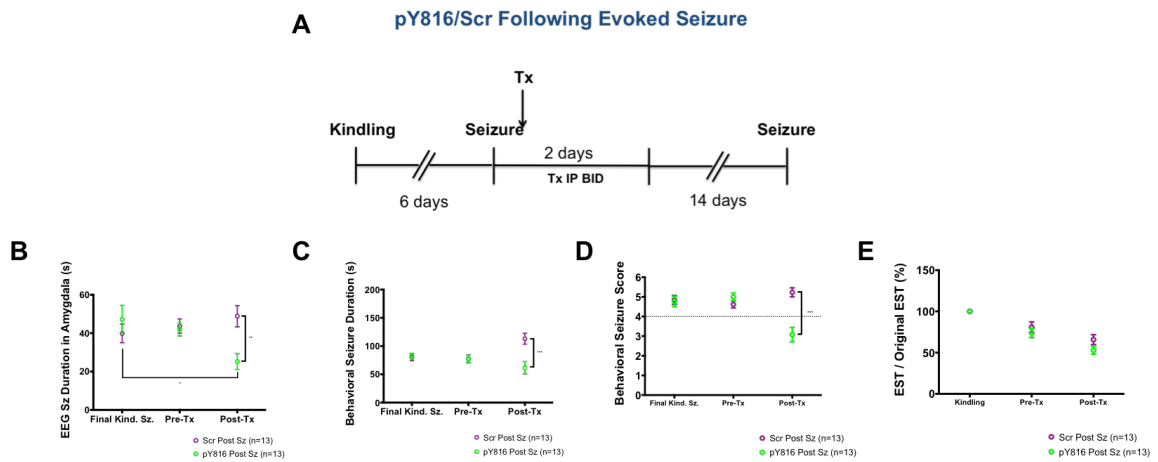 A
pY816/Scr Following Evoked Seizure
Tx
Kindling
Seizure
Seizure
2 days
Tx IP BID
6 days
14 days
B
EEG Sz Duration in Amygdala (s)
60
40
20
0
Final Kind. Sz.
Pre-Tx
Post-Tx
Scr Post Sz (n=13)
pY816 Post Sz (n=13)
C
Behavioral Seizure Duration (s)
200
150
100
50
0
Final Kind. Sz.
Pre-Tx
Post-Tx
Scr Post Sz (n=13)
pY816 Post Sz (n=13)
D
Behavioral Seizure Score
6
5
4
3
2
1
0
Final Kind. Sz.
Pre-Tx
Post-Tx
Scr Post Sz (n=13)
pY816 Post Sz (n=13)
E
EST / Original EST (%)
150
100
50
0
Kindling
Pre-Tx
Post-Tx
Scr Post Sz (n=13)
pY816 Post Sz (n=13)